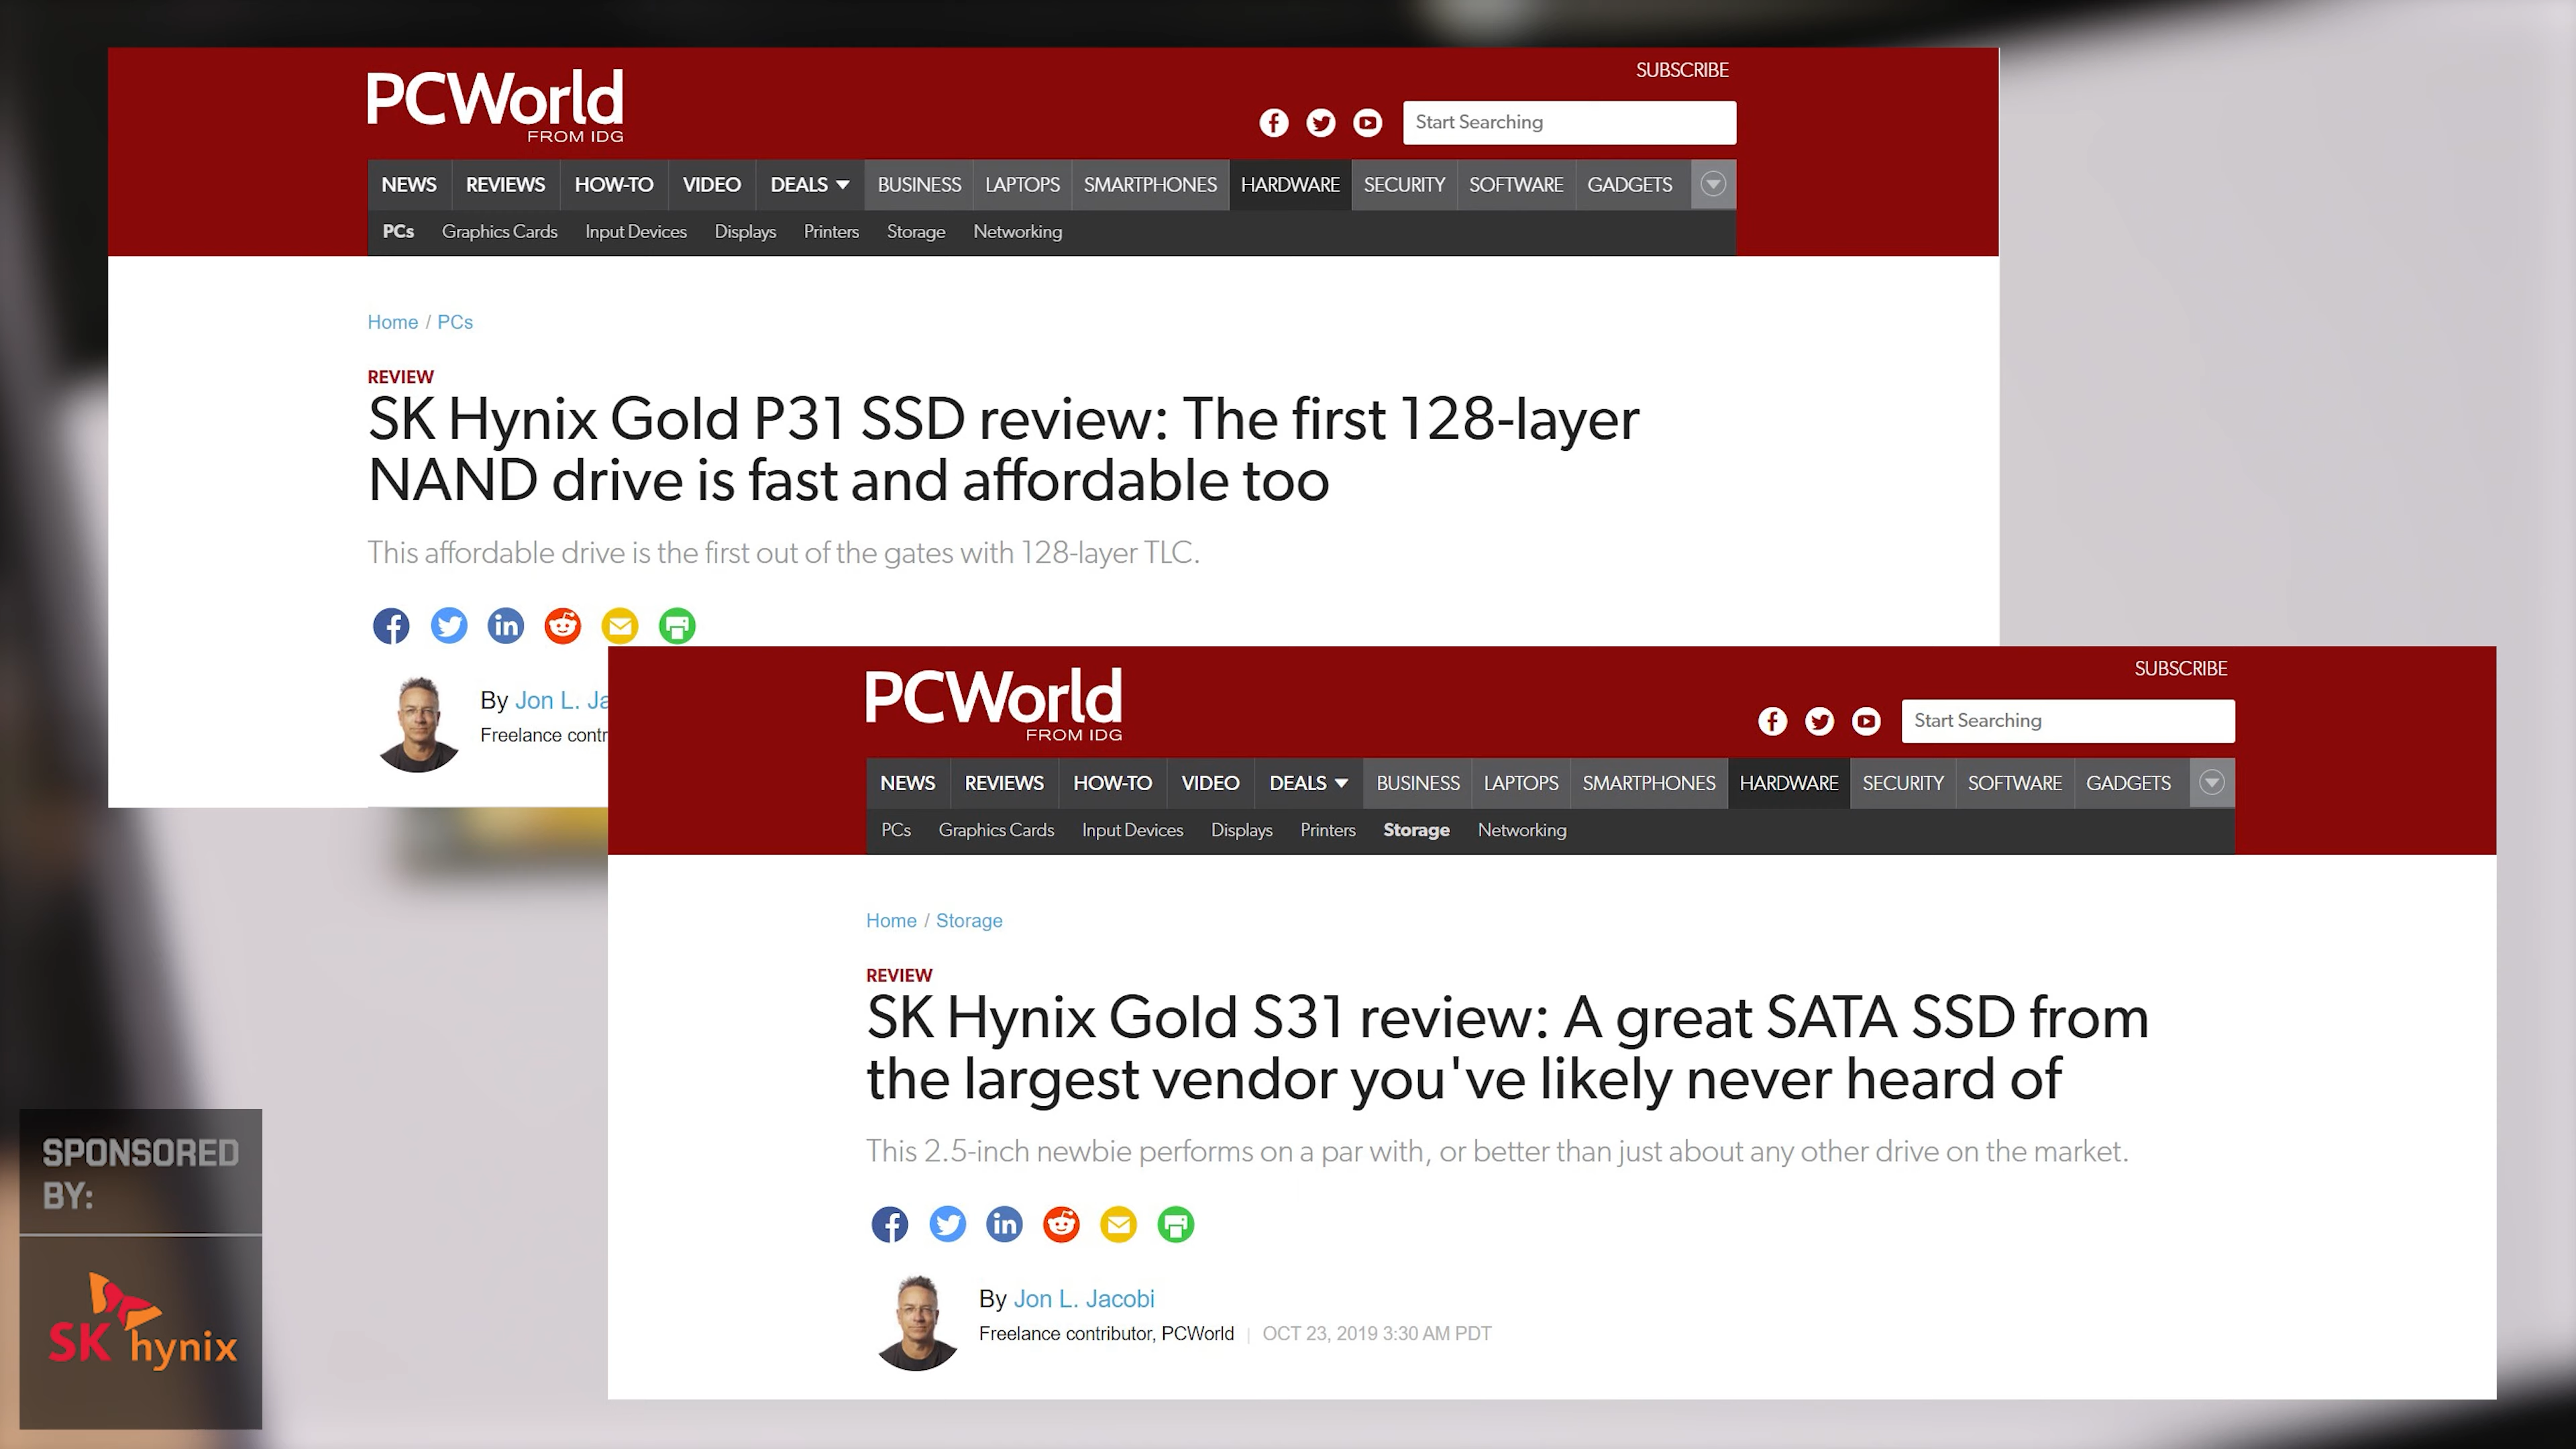 SUBSCRIBE
PCWorld
FROM IDG
Start Searching
NEWS REVIEWS HOW-TO VIDEO DEALS BUSINESS LAPTOPS SMARTPHONES HARDWARE SECURITY SOFTWARE GADGETS
PCs Graphics Cards Input Devices Displays Printers Storage Networking
Home / PCs
REVIEW
SK Hynix Gold P31 SSD review: The first 128-layer
NAND drive is fast and affordable too
This affordable drive is the first out of the gates with 128-layer TLC.
By Jon L. Ja
Freelance contr
SUBSCRIBE
PCWorld
FROM IDG
Start Searching
NEWS REVIEWS HOW-TO VIDEO DEALS BUSINESS LAPTOPS SMARTPHONES HARDWARE SECURITY SOFTWARE GADGETS
PCs Graphics Cards Input Devices Displays Printers Storage Networking
Home / Storage
REVIEW
SK Hynix Gold S31 review: A great SATA SSD from
the largest vendor you've likely never heard of
This 2.5-inch newbie performs on a par with, or better than just about any other drive on the market.
By Jon L. Jacobi
Freelance contributor, PCWorld | OCT 23, 2019 3:30 AM PDT
SPONSORED
BY:
SK hynix